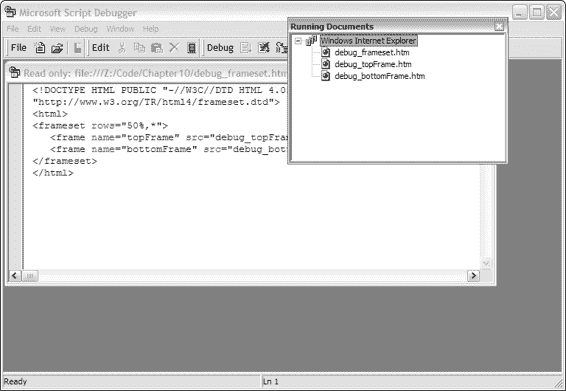 Microsoft Script Debugger
File Edit View Debug Window Help
File Edit Debug
Running Documents
Windows Internet Explorer
debug_frameset.htm
debug_topFrame.htm
debug_bottomFrame.htm
Read only: file:///Z:/Code/Chapter10/debug_frameset.htm
<!DOCTYPE HTML PUBLIC "-//W3C//DTD HTML 4.0
"http://www.w3.org/TR/html4/frameset.dtd">
<html>
<frameset rows="50%,*">
<frame name="topFrame" src="debug_topFra
<frame name="bottomFrame" src="debug_bot
</frameset>
</html>
Ready Ln 1